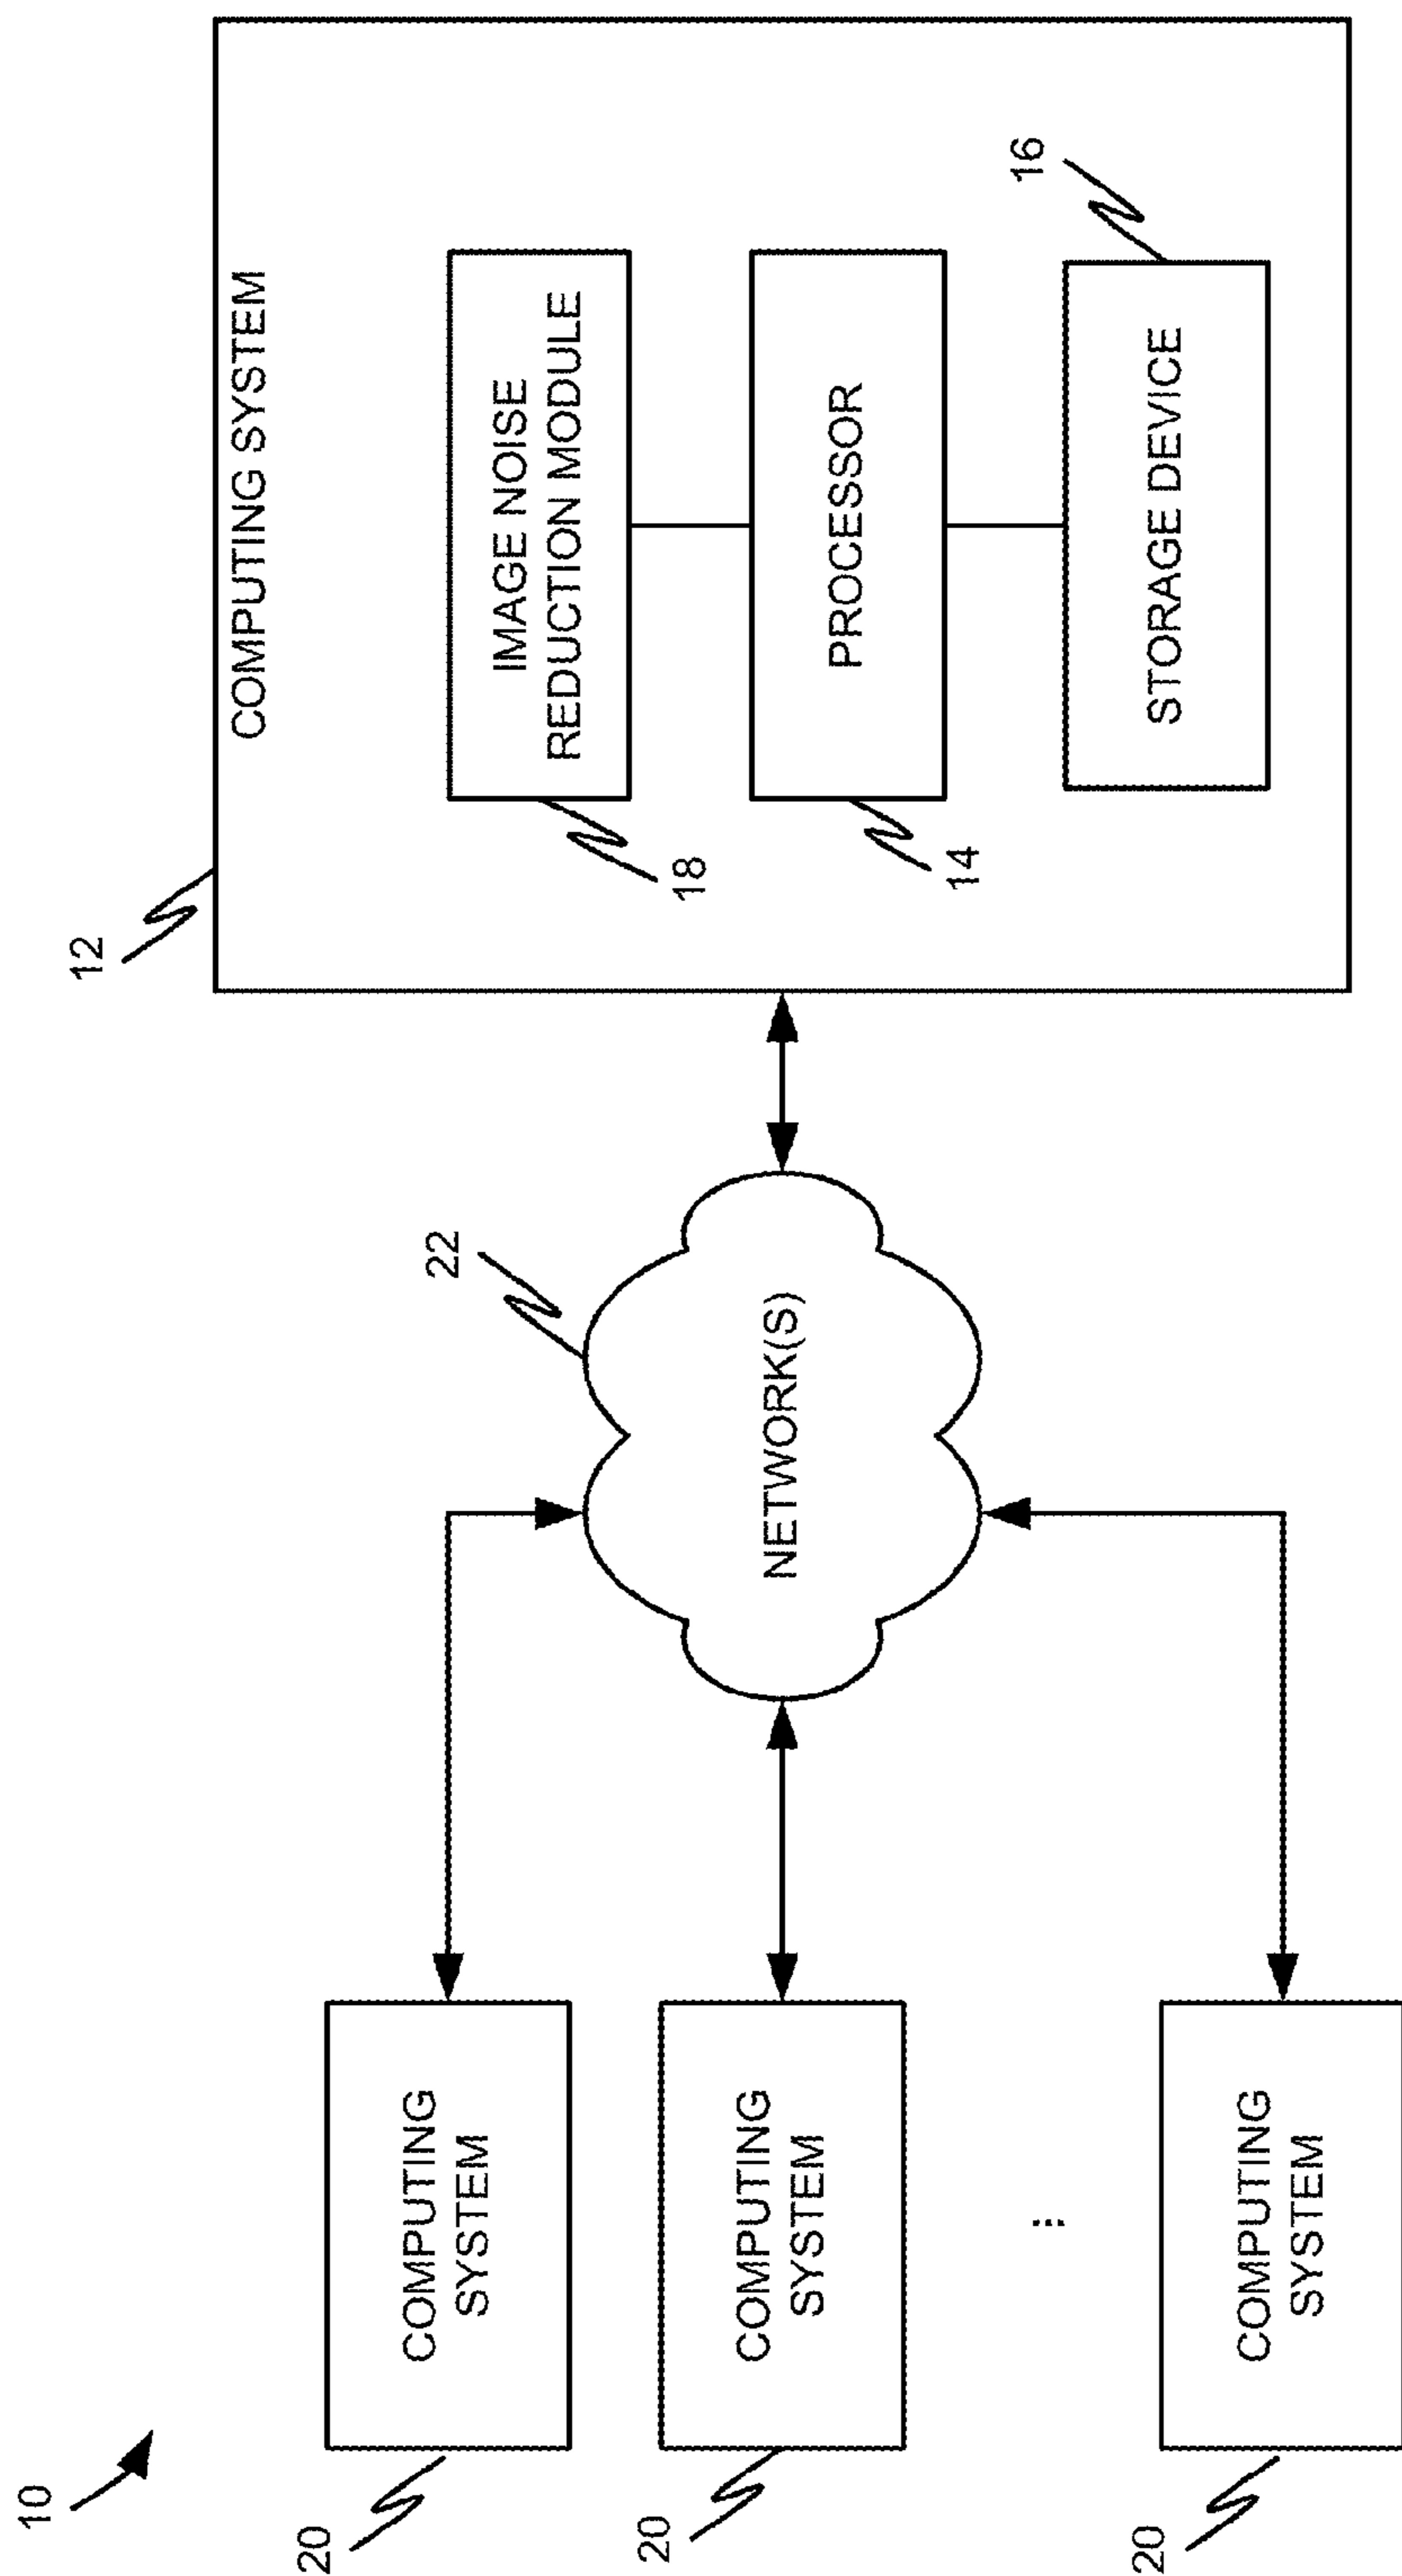 10
20
COMPUTING
SYSTEM
20
COMPUTING
SYSTEM
...
20
COMPUTING
SYSTEM
22
NETWORK(S)
12
COMPUTING SYSTEM
18
IMAGE NOISE
REDUCTION MODULE
14
PROCESSOR
16
STORAGE DEVICE